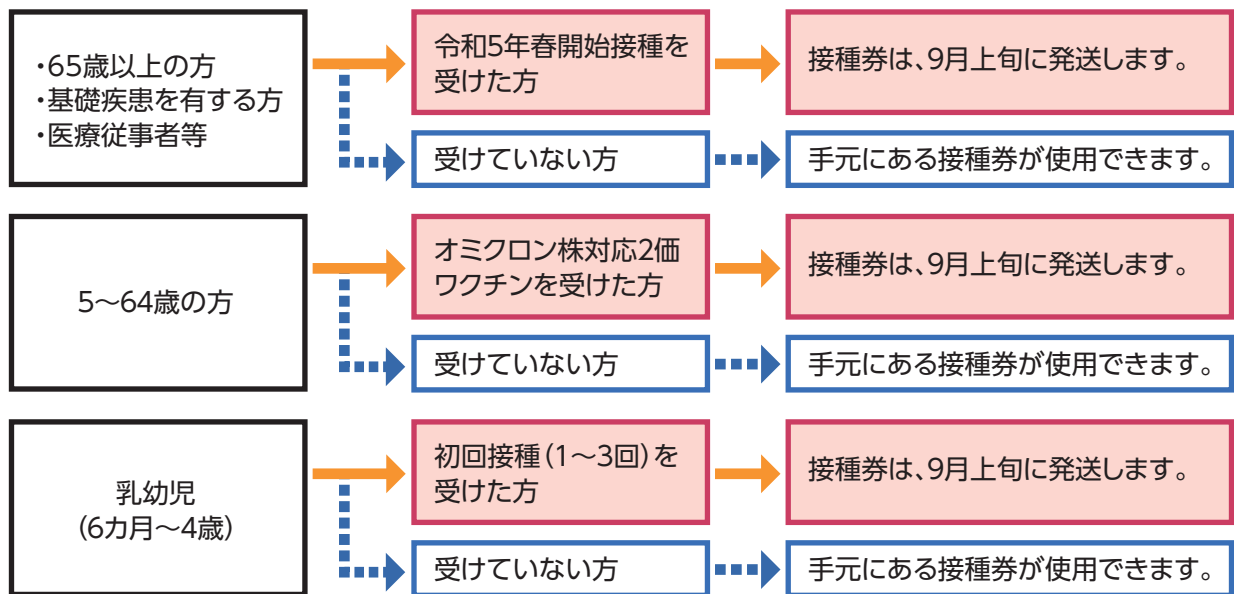 ・65歳以上の方
・基礎疾患を有する方
・医療従事者等
令和5年春開始接種を
受けた方
接種券は、9月上旬に発送します。
受けていない方
手元にある接種券が使用できます。
5～64歳の方
オミクロン株対応2価
ワクチンを受けた方
接種券は、9月上旬に発送します。
受けていない方
手元にある接種券が使用できます。
乳幼児
(6カ月～4歳)
初回接種(1～3回)を
受けた方
接種券は、9月上旬に発送します。
受けていない方
手元にある接種券が使用できます。